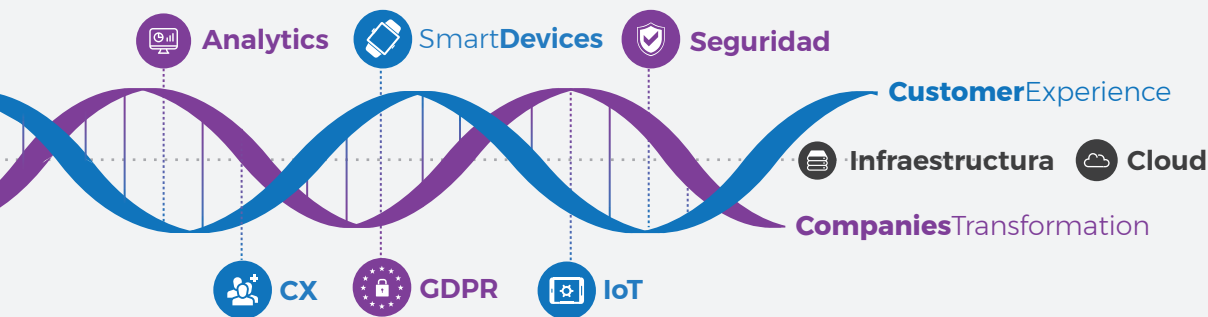 Analytics
SmartDevices
Seguridad
CustomerExperience
Infraestructura
Cloud
CompaniesTransformation
CX
GDPR
IoT